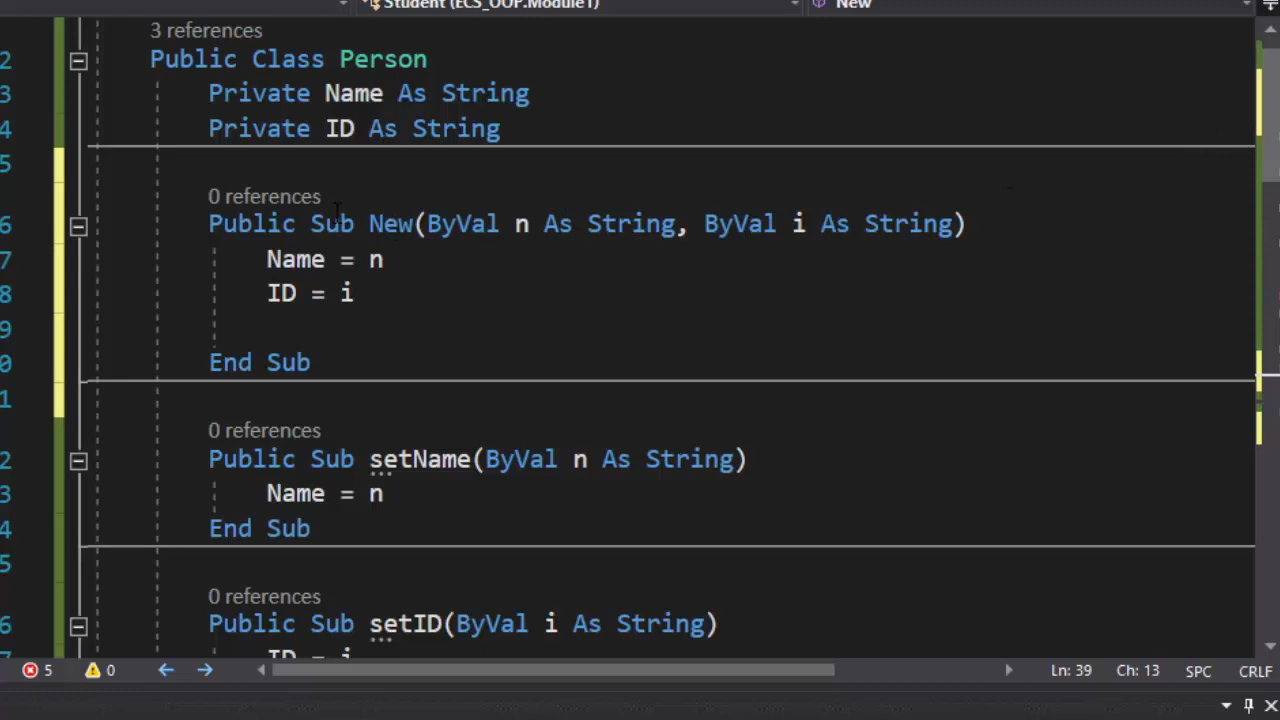 Student (ECS_OOP.Module1) New
3 references
2 Public Class Person
3 Private Name As String
4 Private ID As String
5
0 references
6 Public Sub New(ByVal n As String, ByVal i As String)
7 Name = n
8 ID = i
9
0 End Sub
1
0 references
2 Public Sub setName(ByVal n As String)
3 Name = n
4 End Sub
5
0 references
6 Public Sub setID(ByVal i As String)
7 ID = i
5 0 Ln: 39 Ch: 13 SPC CRLF